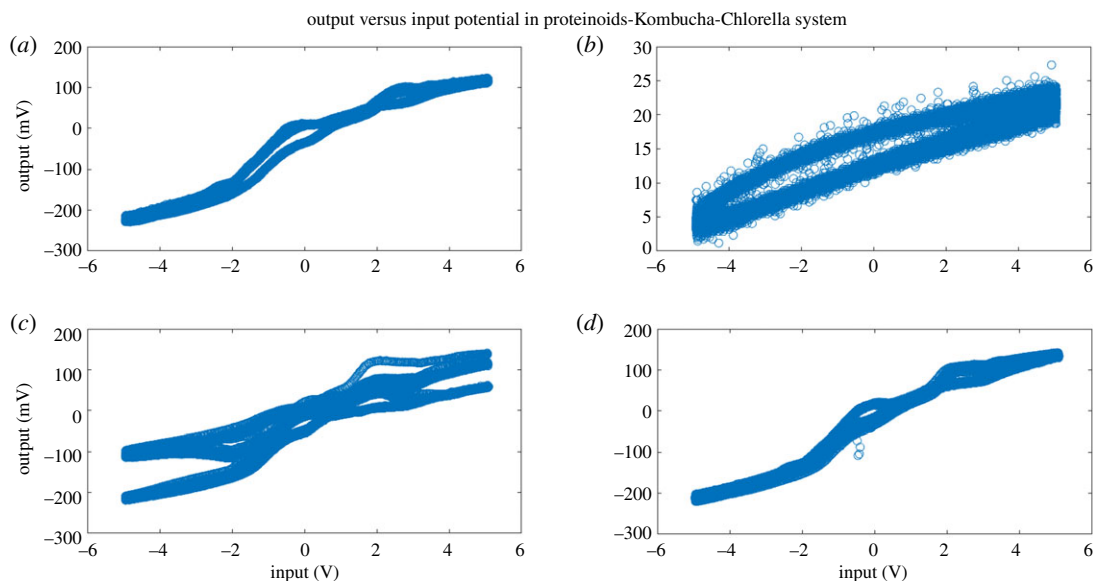 output versus input potential in proteinoids-Kombucha-Chlorella system
(a)
200
100
0
–100
–200
–300
output (mV)
–6 –4 –2 0 2 4 6
(b)
30
25
20
15
10
5
0
–6 –4 –2 0 2 4 6
(c)
200
100
0
–100
–200
–300
output (mV)
–6 –4 –2 0 2 4 6
input (V)
(d)
200
100
0
–100
–200
–300
–6 –4 –2 0 2 4 6
input (V)